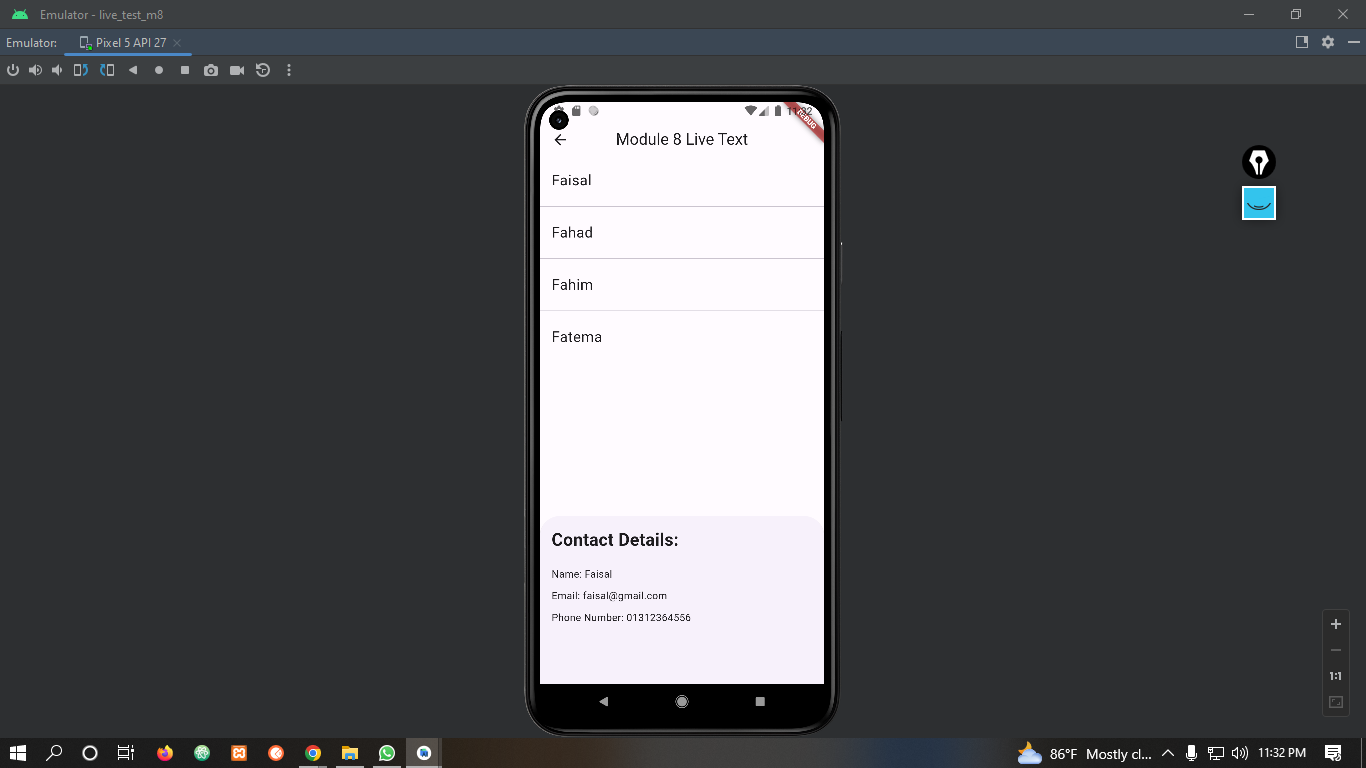 Emulator - live_test_m8
Emulator: Pixel 5 API 27
11:32
DEBUG
Module 8 Live Text
Faisal
Fahad
Fahim
Fatema
Contact Details:
Name: Faisal
Email: faisal@gmail.com
Phone Number: 01312364556
1:1
86°F Mostly cl... 11:32 PM